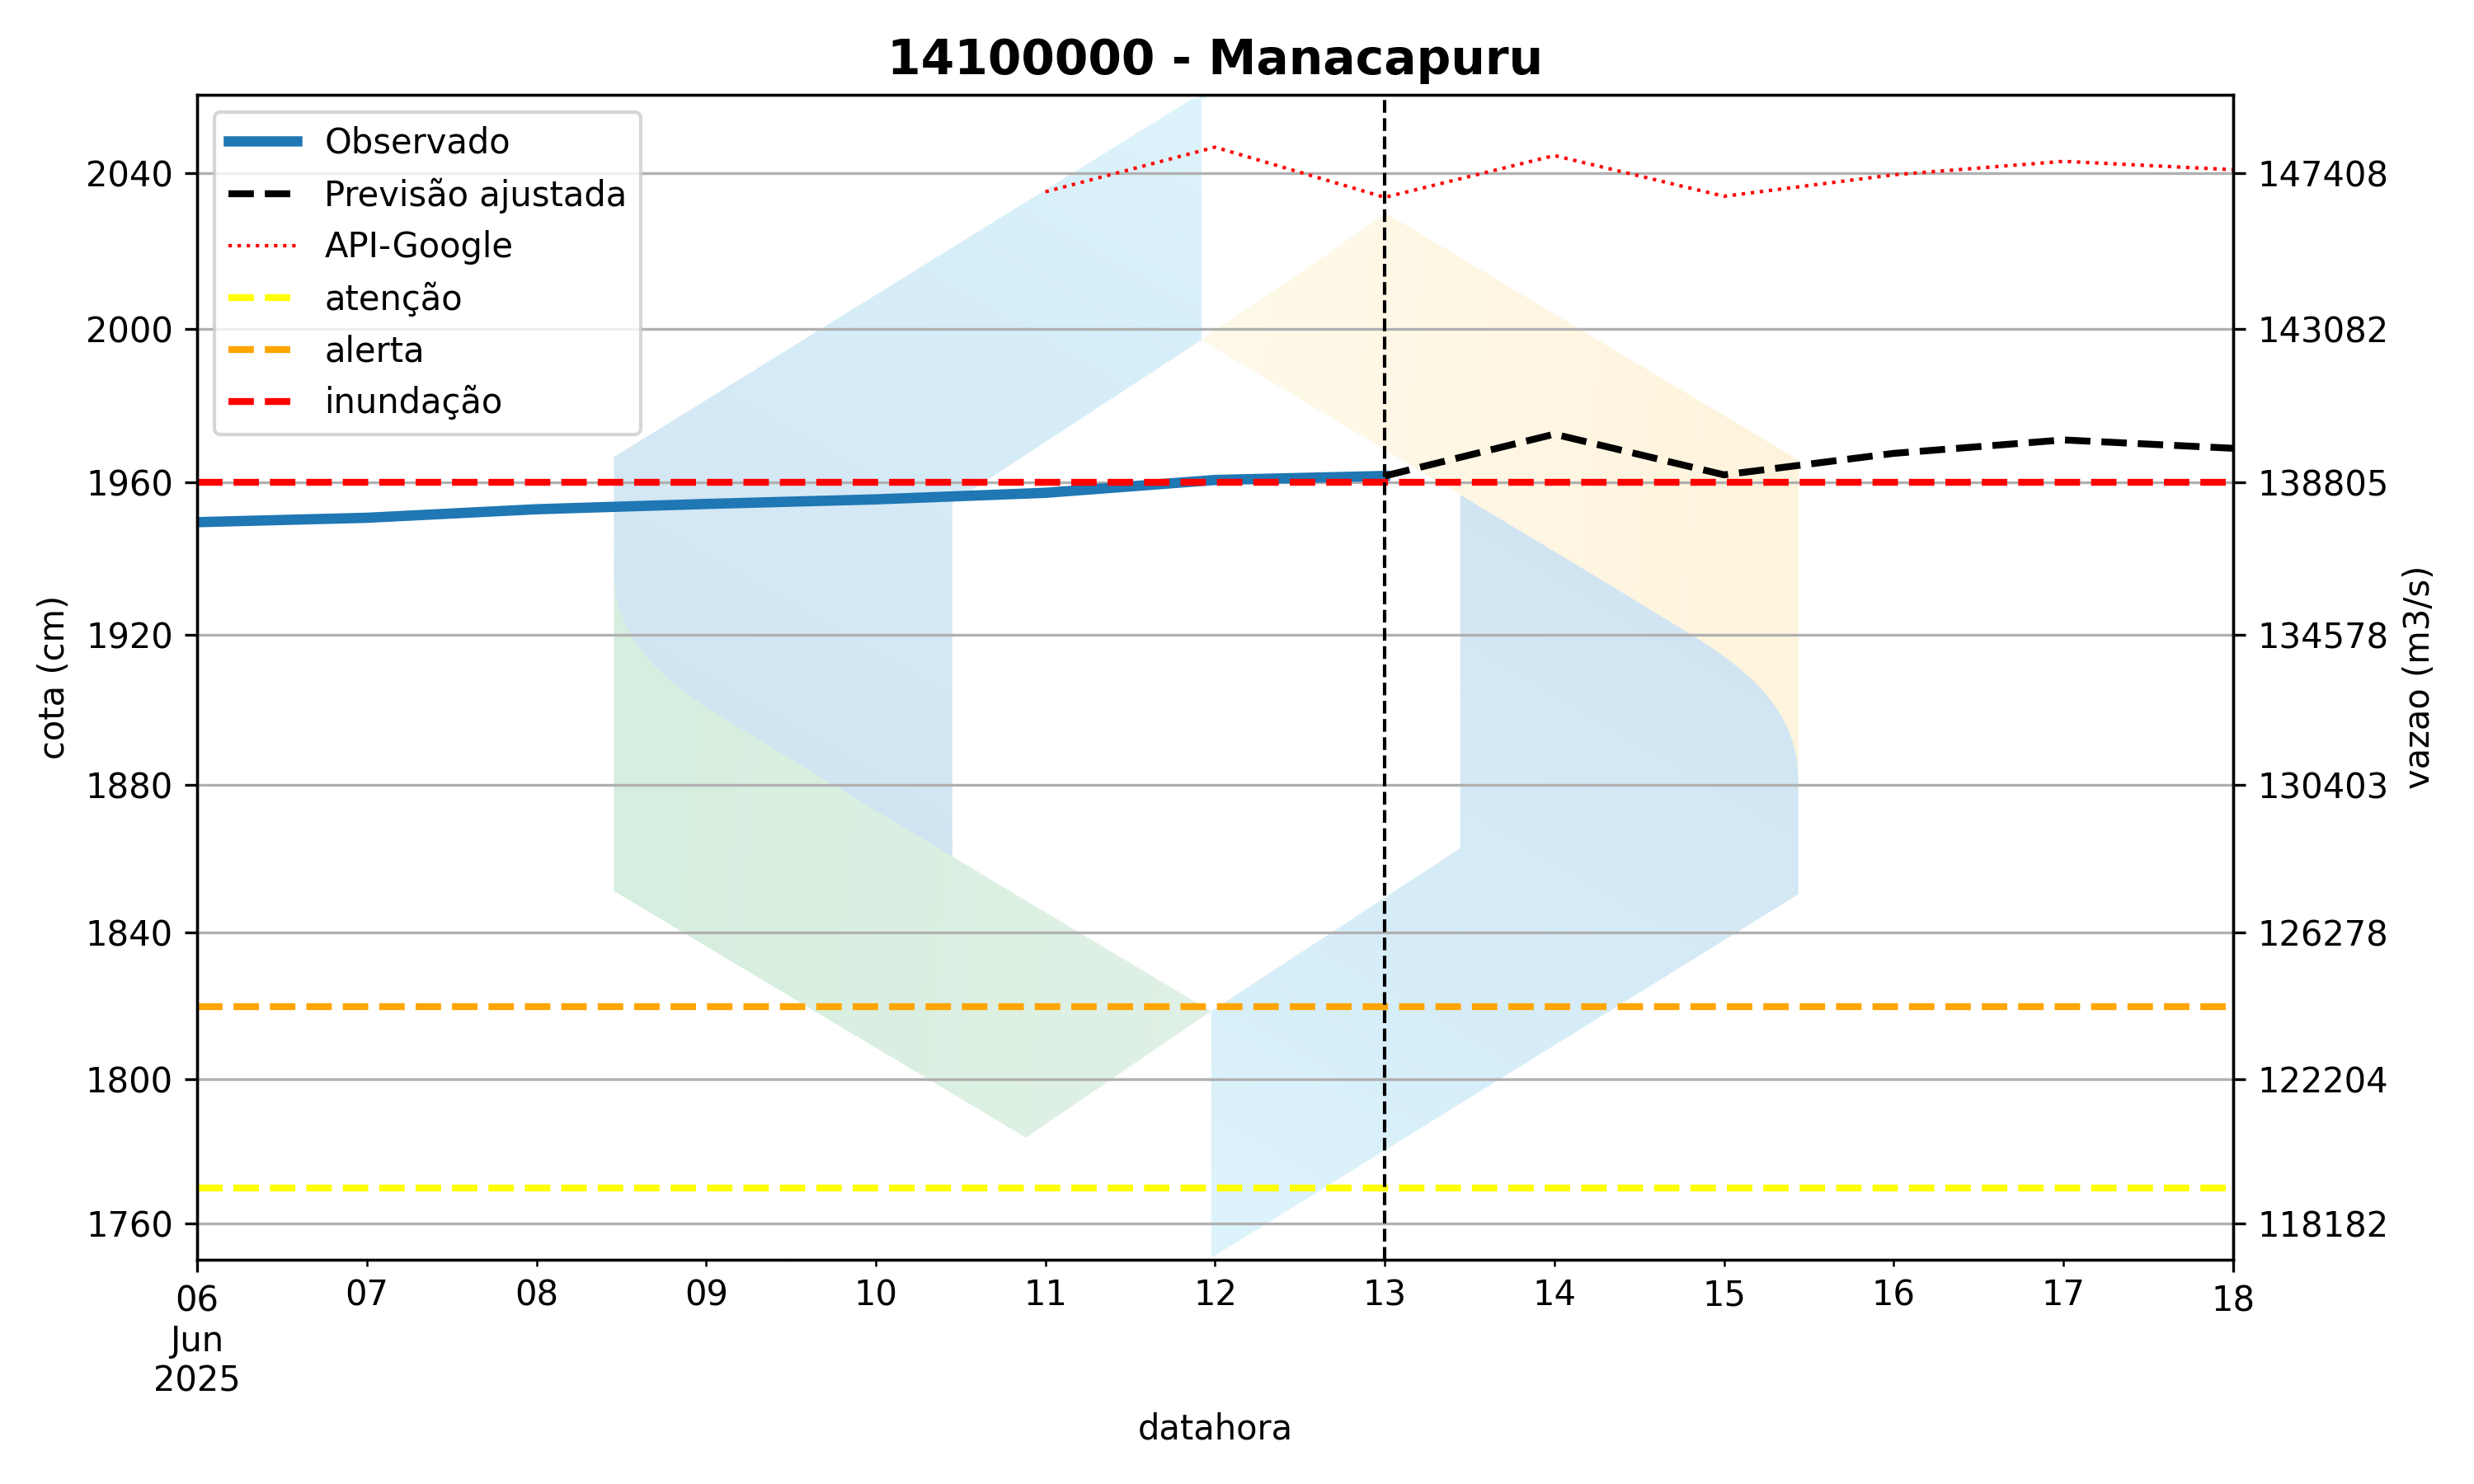 14100000 - Manacapuru
Observado
Previsão ajustada
API-Google
atenção
alerta
inundação
2040
2000
1960
1920
1880
1840
1800
1760
cota (cm)
147408
143082
138805
134578
130403
126278
122204
118182
vazao (m3/s)
06 07 08 09 10 11 12 13 14 15 16 17 18
Jun
2025
datahora